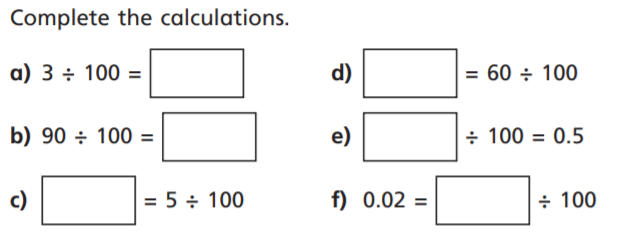 Complete the calculations.
a) 3 ÷ 100 =
b) 90 ÷ 100 =
c) = 5 ÷ 100
d) = 60 ÷ 100
e) ÷ 100 = 0.5
f) 0.02 = ÷ 100